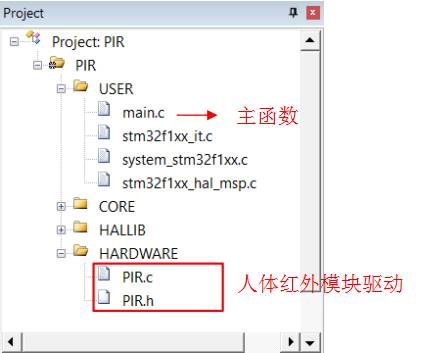 Project
Project: PIR
PIR
USER
main.c 主函数
stm32f1xx_it.c
system_stm32f1xx.c
stm32f1xx_hal_msp.c
CORE
HALLIB
HARDWARE
PIR.c
人体红外模块驱动
PIR.h